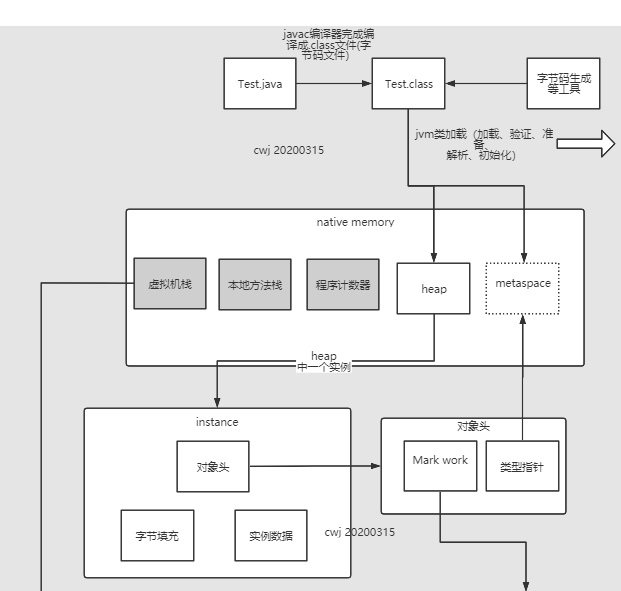 javac编译器完成编
译成.class文件(字
节码文件)
Test.java
Test.class
字节码生成
等工具
jvm类加载（加载、验证、准
备、
解析、初始化）
cwj 20200315
native memory
虚拟机栈
本地方法栈
程序计数器
heap
metaspace
heap
中一个实例
instance
对象头
对象头
Mark work
类型指针
字节填充
实例数据
cwj 20200315